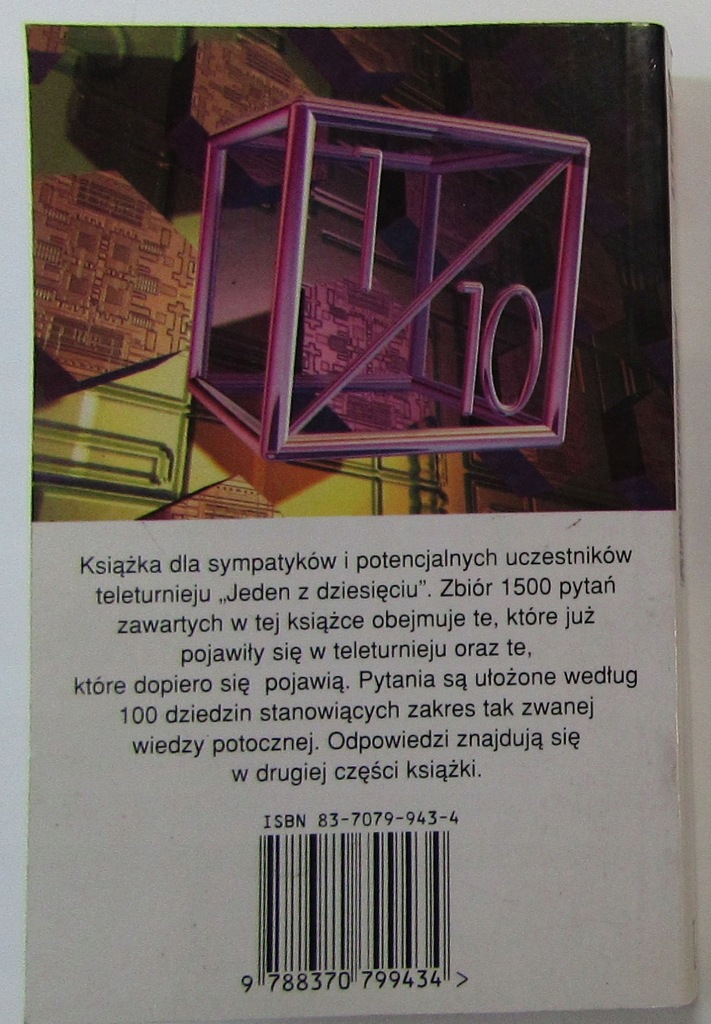 1
10
Książka dla sympatyków i potencjalnych uczestników
teleturnieju „Jeden z dziesięciu”. Zbiór 1500 pytań
zawartych w tej książce obejmuje te, które już
pojawiły się w teleturnieju oraz te,
które dopiero się pojawią. Pytania są ułożone według
100 dziedzin stanowiących zakres tak zwanej
wiedzy potocznej. Odpowiedzi znajdują się
w drugiej części książki.
ISBN 83-7079-943-4
9 788370 799434 >